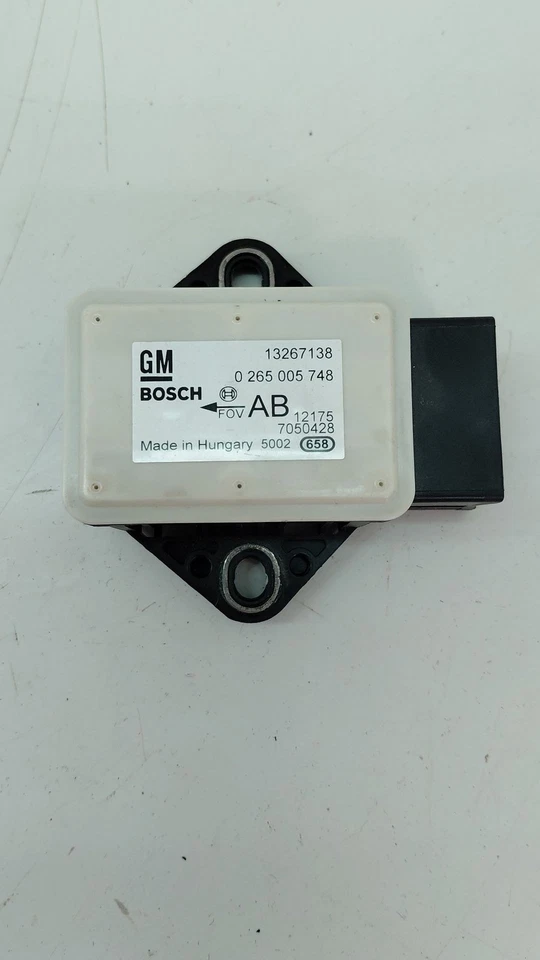 GM 13267138
0 265 005 748
BOSCH
FOV AB 12175
7050428
Made in Hungary 5002 658